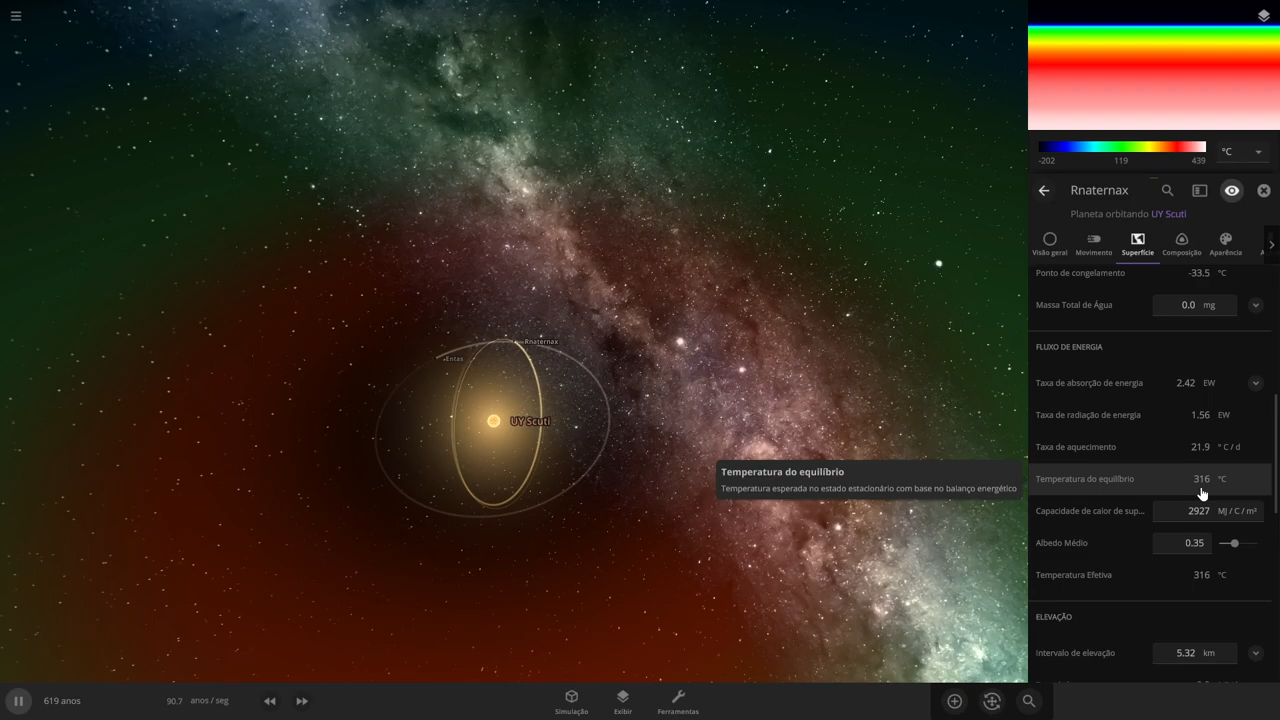 °C
-202 119 439
Rnaternax
Planeta orbitando UY Scuti
Visão geral Movimento Superfície Composição Aparência A
Ponto de congelamento -33.5 °C
Massa Total de Água 0.0 mg
FLUXO DE ENERGIA
Taxa de absorção de energia 2.42 EW
Taxa de radiação de energia 1.56 EW
Taxa de aquecimento 21.9 ° C / d
Temperatura do equilíbrio 316 °C
Capacidade de calor de sup... 2927 MJ / C / m²
Albedo Médio 0.35
Temperatura Efetiva 316 °C
ELEVAÇÃO
Intervalo de elevação 5.32 km
Rnaternax
Entas
UY Scuti
Temperatura do equilíbrio
Temperatura esperada no estado estacionário com base no balanço energético
619 anos 90.7 anos / seg
Simulação Exibir Ferramentas